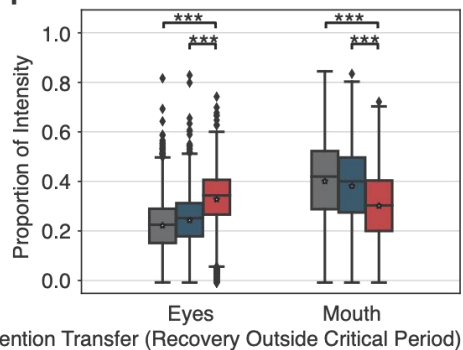 ***
***
***
***
1.0
0.8
0.6
0.4
0.2
0.0
Proportion of Intensity
Eyes
Mouth
ention Transfer (Recovery Outside Critical Period)